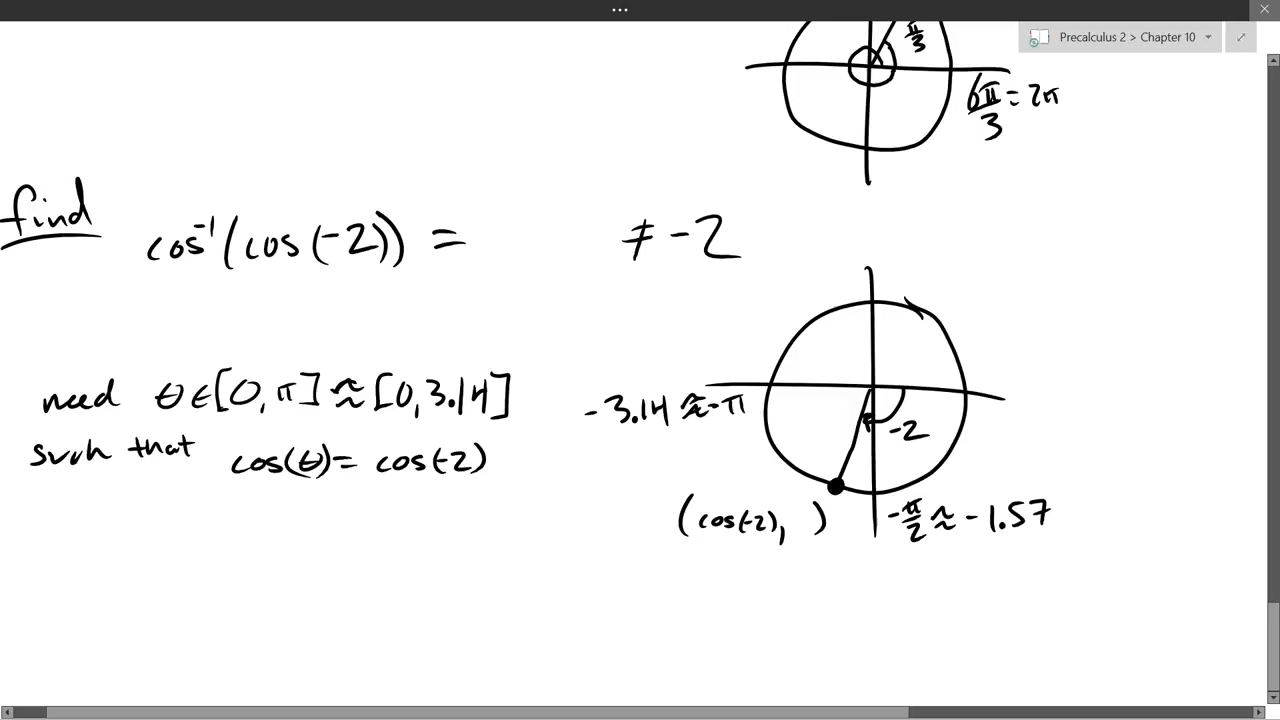 Precalculus 2 > Chapter 10
π/3
6π/3 = 2π
find
cos⁻¹(cos(-2)) = ≠ -2
need θ∈[0, π] ≈ [0, 3.14]
such that cos(θ) = cos(-2)
-3.14 ≈ -π
-2
(cos(-2), )
-π/2 ≈ -1.57